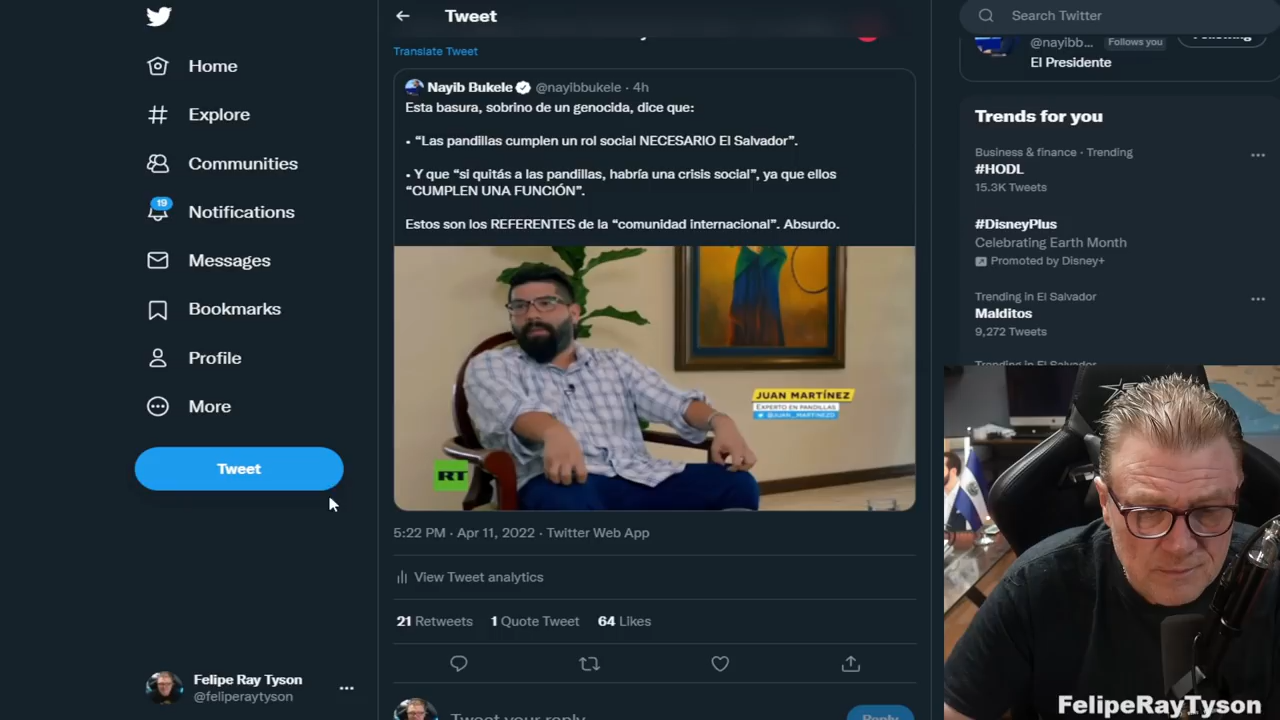 Home
Explore
Communities
19
Notifications
Messages
Bookmarks
Profile
More
Tweet
Felipe Ray Tyson
@feliperaytyson
Tweet
Translate Tweet
Nayib Bukele @nayibbukele · 4h
Esta basura, sobrino de un genocida, dice que:
• “Las pandillas cumplen un rol social NECESARIO El Salvador”.
• Y que “si quitás a las pandillas, habría una crisis social”, ya que ellos
“CUMPLEN UNA FUNCIÓN”.
Estos son los REFERENTES de la “comunidad internacional”. Absurdo.
JUAN MARTÍNEZ
EXPERTO EN PANDILLAS
@JUAN_MARTINEZD
RT
5:22 PM · Apr 11, 2022 · Twitter Web App
View Tweet analytics
21 Retweets 1 Quote Tweet 64 Likes
Tweet your reply
Reply
Search Twitter
@nayibb... Follows you
Following
El Presidente
Trends for you
Business & finance · Trending
#HODL
15.3K Tweets
#DisneyPlus
Celebrating Earth Month
Promoted by Disney+
Trending in El Salvador
Malditos
9,272 Tweets
Trending in El Salvador
FelipeRayTyson